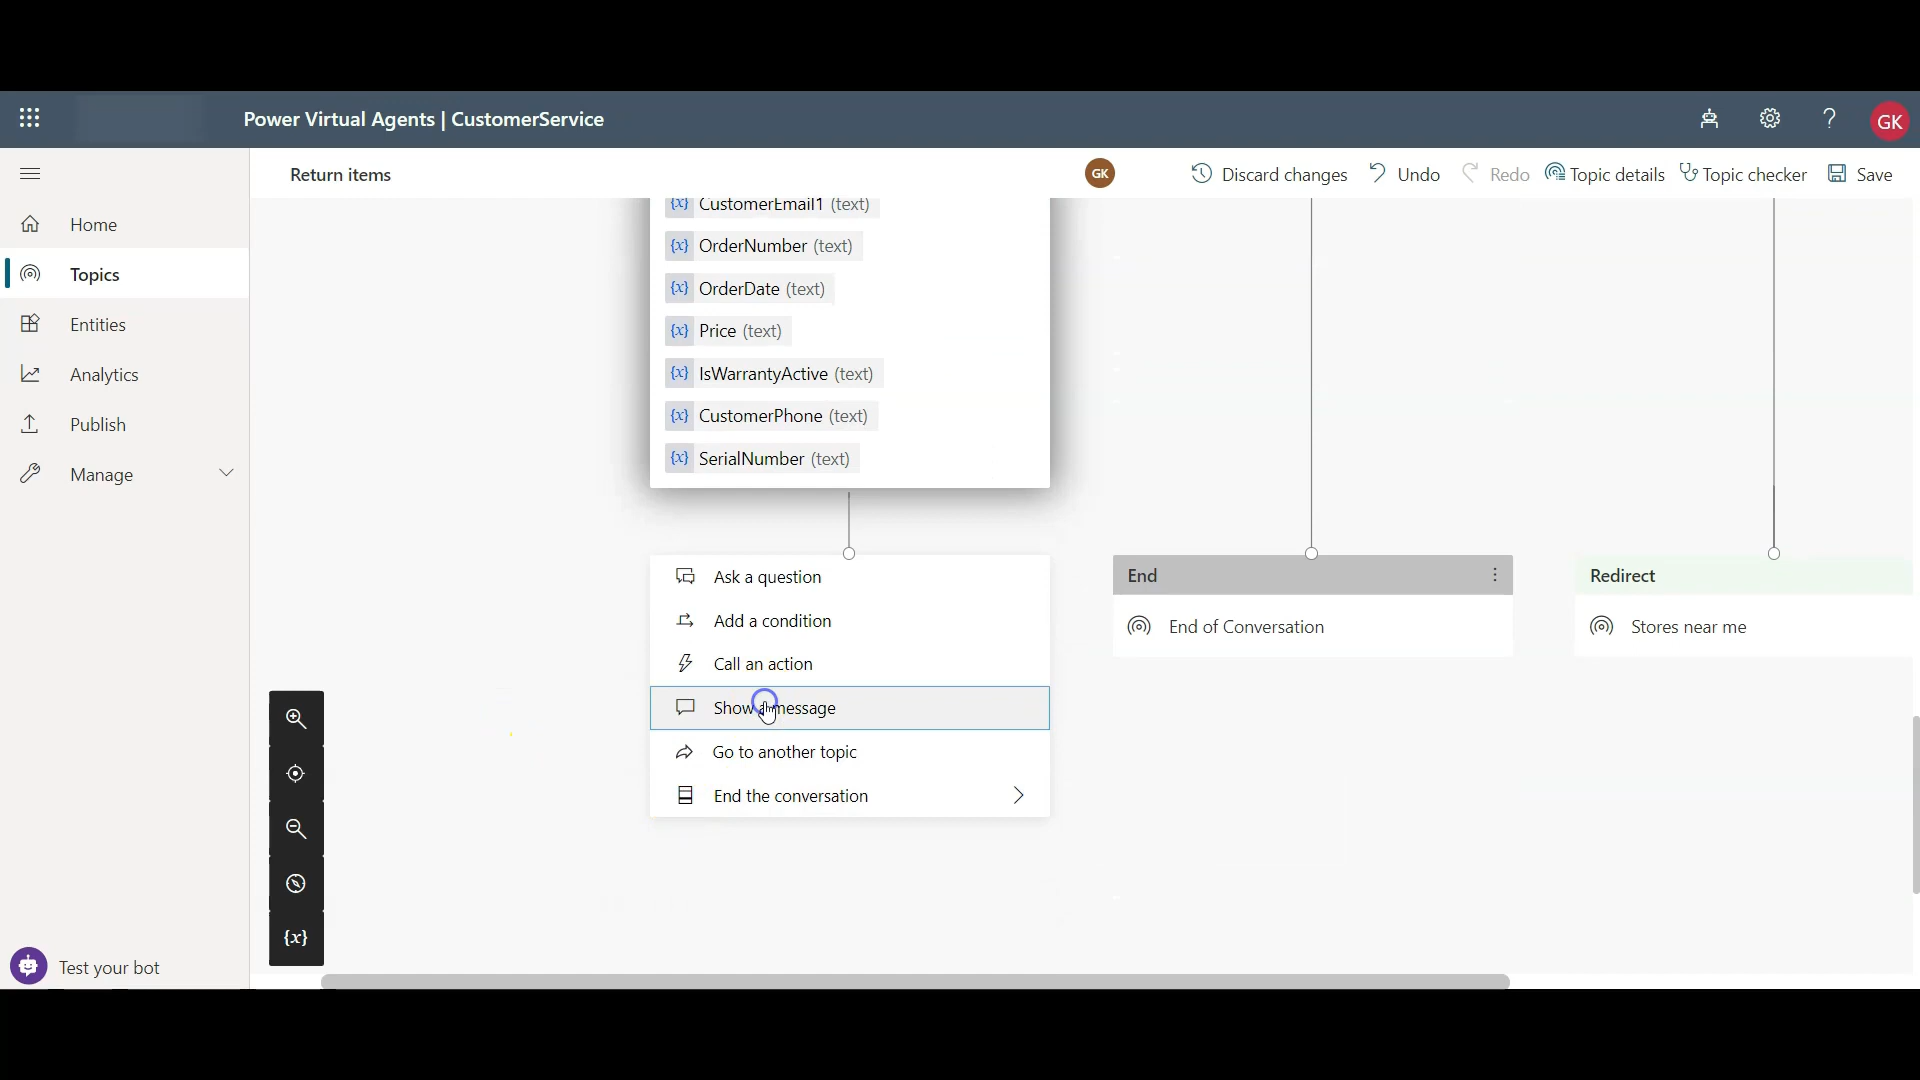 Power Virtual Agents | CustomerService
GK
Return items
GK
Discard changes
Undo
Redo
Topic details
Topic checker
Save
Home
Topics
Entities
Analytics
Publish
Manage
{x} CustomerEmail1 (text)
{x} OrderNumber (text)
{x} OrderDate (text)
{x} Price (text)
{x} IsWarrantyActive (text)
{x} CustomerPhone (text)
{x} SerialNumber (text)
Ask a question
Add a condition
Call an action
Show a message
Go to another topic
End the conversation
End
End of Conversation
Redirect
Stores near me
{x}
Test your bot